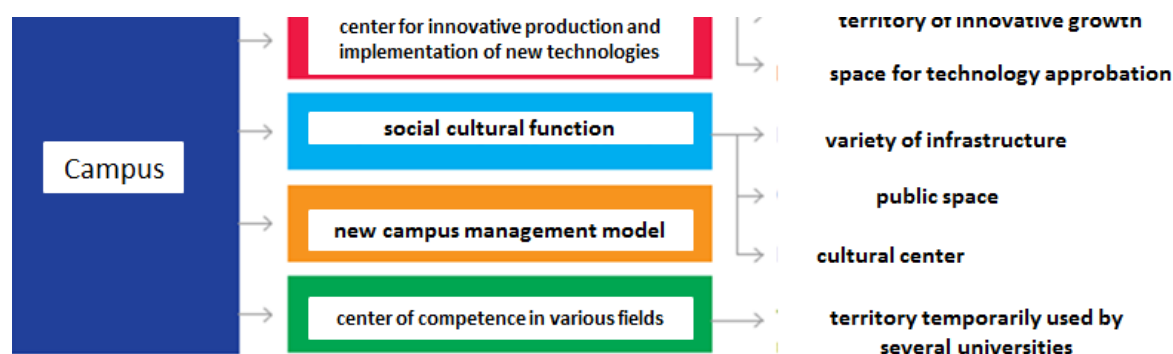 Campus
center for innovative production and
implementation of new technologies
social cultural function
new campus management model
center of competence in various fields
territory of innovative growth
space for technology approbation
variety of infrastructure
public space
cultural center
territory temporarily used by
several universities